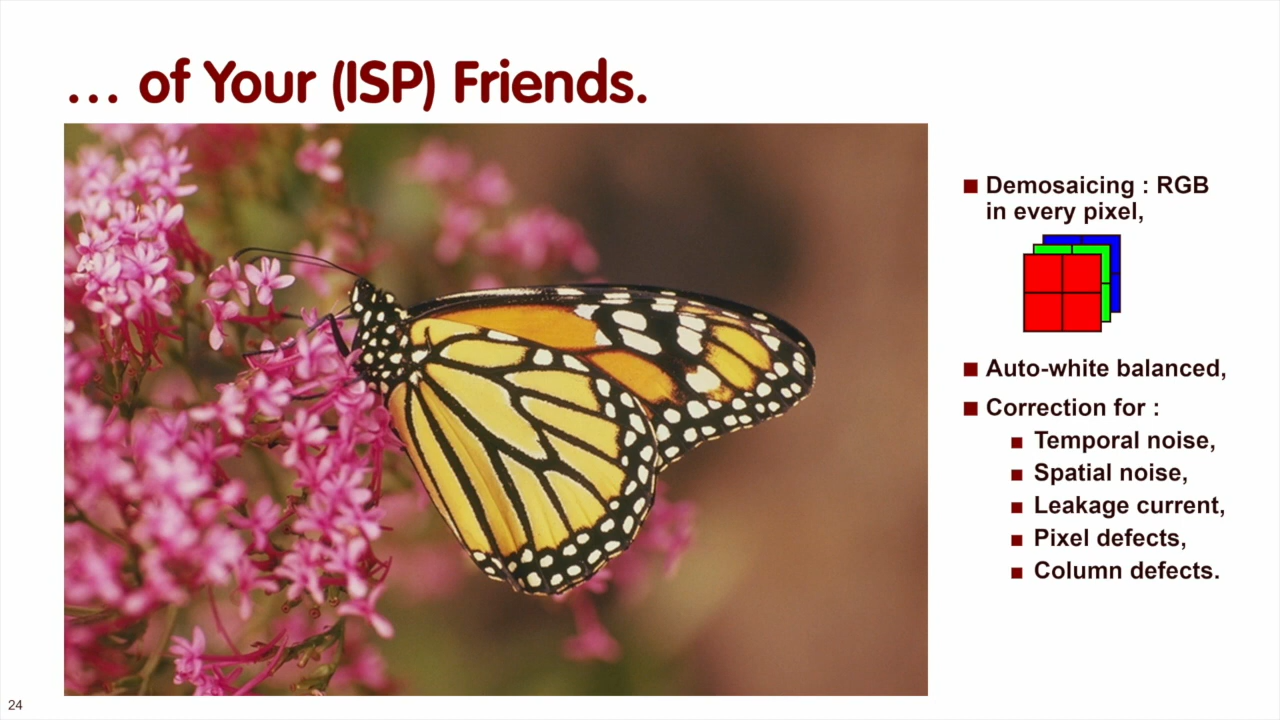 … of Your (ISP) Friends.
Demosaicing : RGB
in every pixel,
Auto-white balanced,
Correction for :
Temporal noise,
Spatial noise,
Leakage current,
Pixel defects,
Column defects.
24